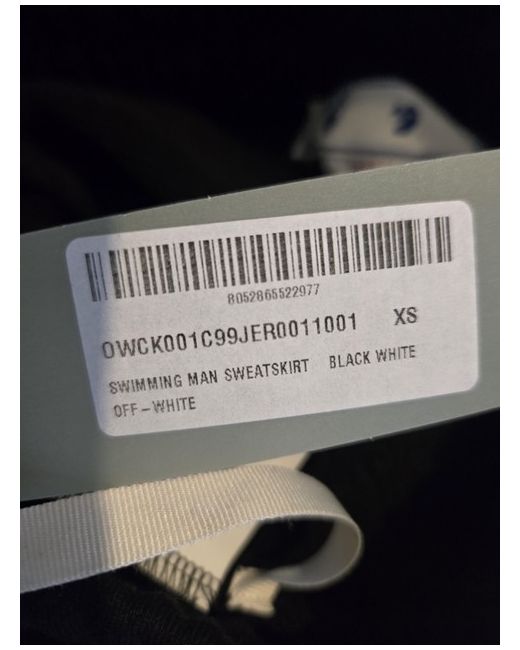 8052865522977
OWCK001C99JER0011001 XS
SWIMMING MAN SWEATSKIRT BLACK WHITE
OFF-WHITE